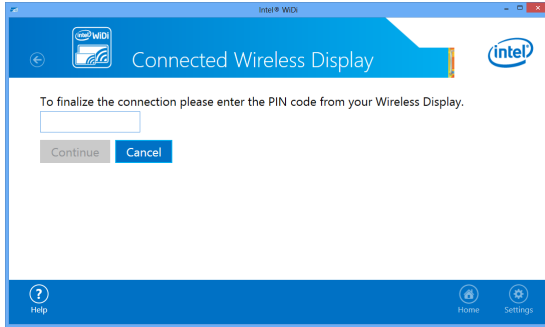 Intel® WiDi
intel WiDi
Connected Wireless Display
intel®
To finalize the connection please enter the PIN code from your Wireless Display.
Continue
Cancel
?
Help
Home
Settings